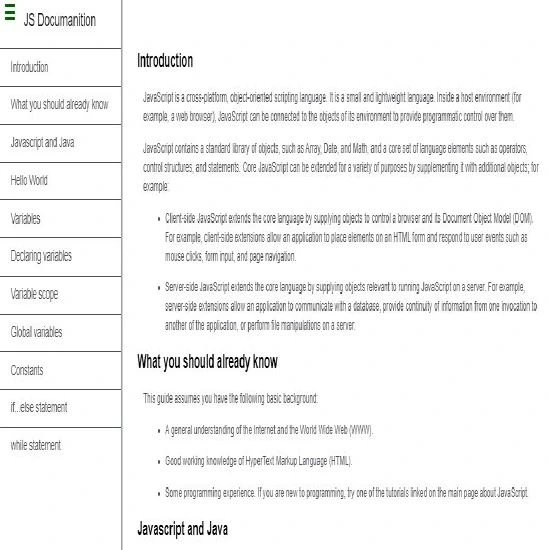 JS Documanition
Introduction
What you should already know
Javascript and Java
Hello World
Variables
Declaring variables
Variable scope
Global variables
Constants
if...else statement
while statement
Introduction
JavaScript is a cross-platform, object-oriented scripting language. It is a small and lightweight language. Inside a host environment (for
example, a web browser), JavaScript can be connected to the objects of its environment to provide programmatic control over them.
JavaScript contains a standard library of objects, such as Array, Date, and Math, and a core set of language elements such as operators,
control structures, and statements. Core JavaScript can be extended for a variety of purposes by supplementing it with additional objects; for
example:
Client-side JavaScript extends the core language by supplying objects to control a browser and its Document Object Model (DOM).
For example, client-side extensions allow an application to place elements on an HTML form and respond to user events such as
mouse clicks, form input, and page navigation.
Server-side JavaScript extends the core language by supplying objects relevant to running JavaScript on a server. For example,
server-side extensions allow an application to communicate with a database, provide continuity of information from one invocation to
another of the application, or perform file manipulations on a server.
What you should already know
This guide assumes you have the following basic background:
A general understanding of the Internet and the World Wide Web (WWW).
Good working knowledge of HyperText Markup Language (HTML).
Some programming experience. If you are new to programming, try one of the tutorials linked on the main page about JavaScript.
Javascript and Java